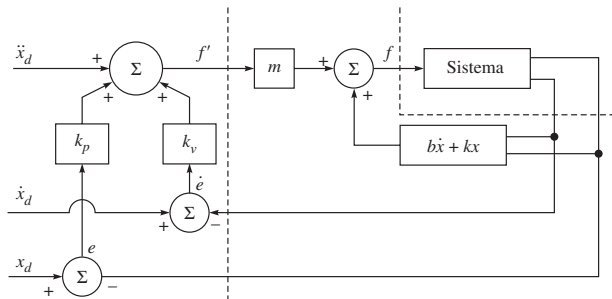 ẍ_d
+
+
Σ
+
f′
m
+
Σ
+
f
Sistema
k_p
k_v
bẋ + kx
ẋ_d
ė
+
Σ
−
x_d
e
+
Σ
−